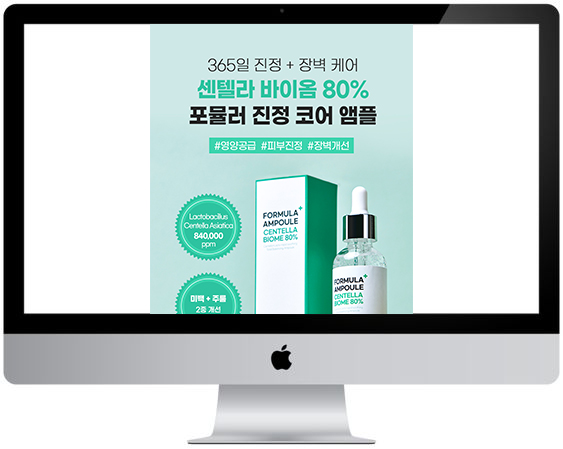 365일 진정 + 장벽 케어
센텔라 바이옴 80%
포뮬러 진정 코어 앰플
#영양공급 #피부진정 #장벽개선
Lactobacillus
Centella Asiatica
840,000
ppm
FORMULA+
AMPOULE
CENTELLA
BIOME 80%
FORMULA+
AMPOULE
CENTELLA
BIOME 80%
미백 + 주름
2중 개선